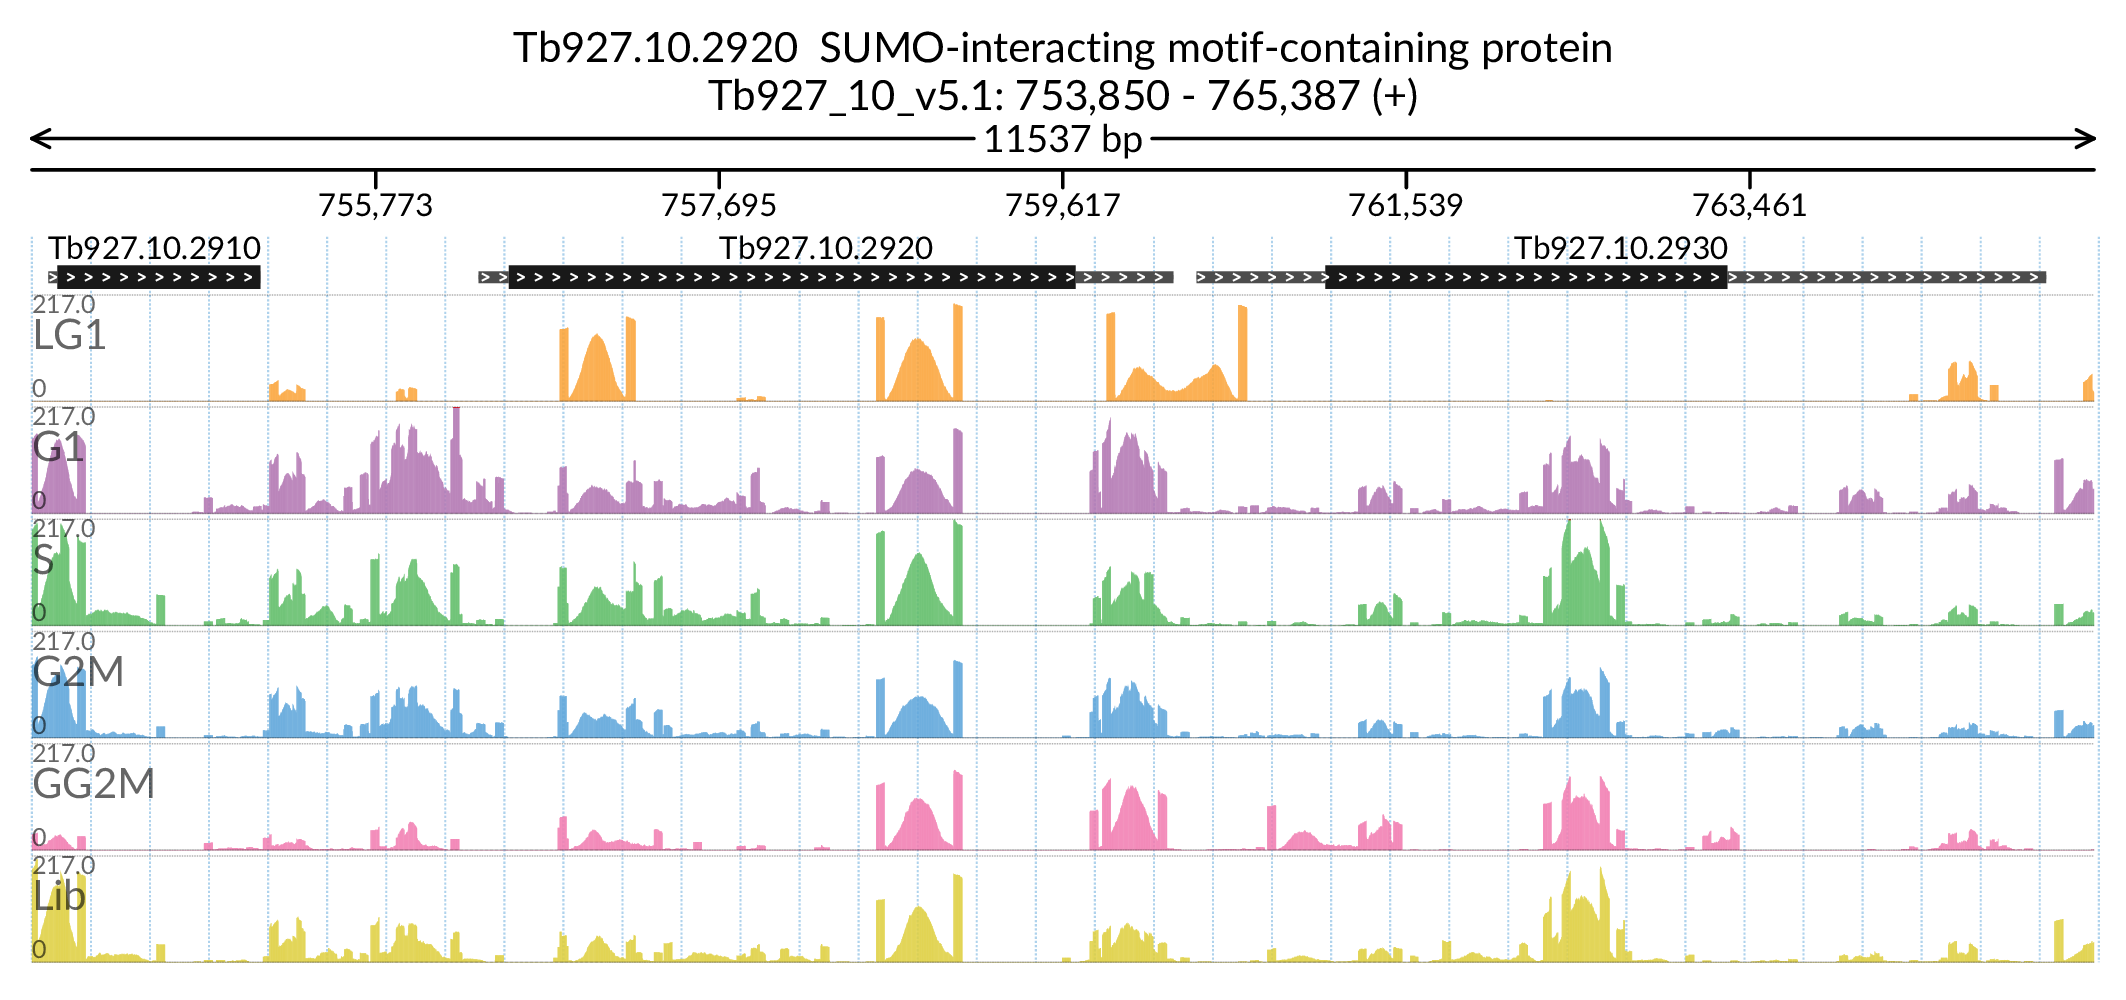 Tb927.10.2920 SUMO-interacting motif-containing protein
Tb927_10_v5.1: 753,850 - 765,387 (+)
11537 bp
755,773 757,695 759,617 761,539 763,461
Tb927.10.2910 Tb927.10.2920 Tb927.10.2930
217.0
LG1
0
217.0
G1
0
217.0
S
0
217.0
G2M
0
217.0
GG2M
0
217.0
Lib
0